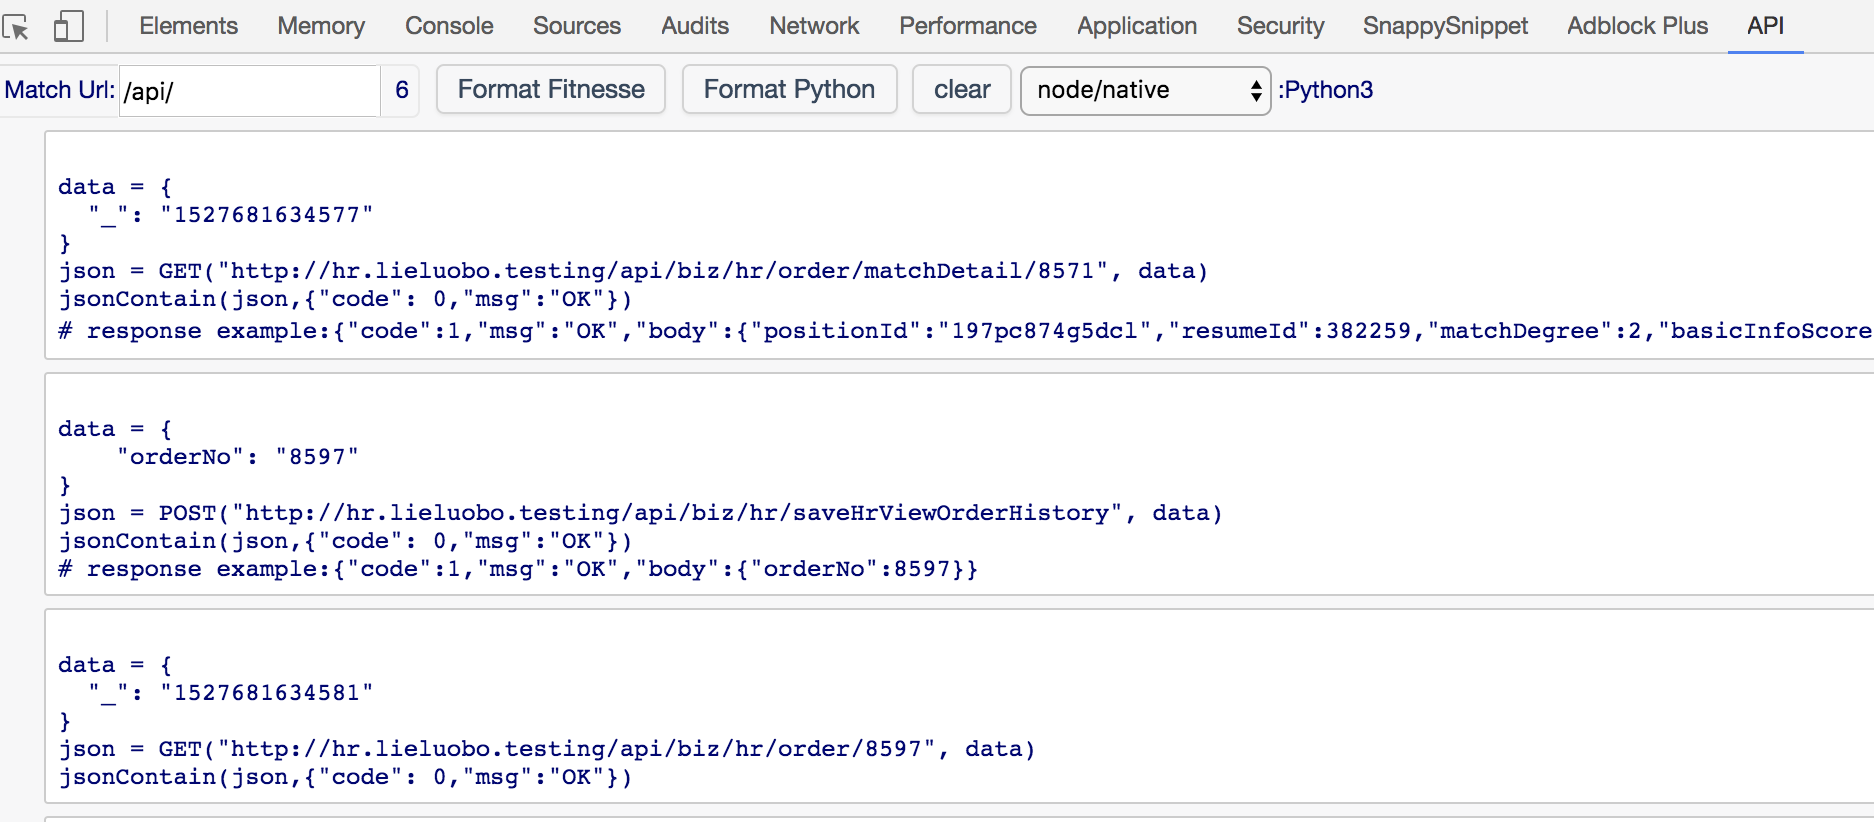 Elements Memory Console Sources Audits Network Performance Application Security SnappySnippet Adblock Plus API
Match Url: /api/ 6 Format Fitnesse Format Python clear node/native :Python3
data = {
"_": "1527681634577"
}
json = GET("http://hr.lieluobo.testing/api/biz/hr/order/matchDetail/8571", data)
jsonContain(json,{"code": 0,"msg":"OK"})
# response example:{"code":1,"msg":"OK","body":{"positionId":"197pc874g5dcl","resumeId":382259,"matchDegree":2,"basicInfoScore
data = {
"orderNo": "8597"
}
json = POST("http://hr.lieluobo.testing/api/biz/hr/saveHrViewOrderHistory", data)
jsonContain(json,{"code": 0,"msg":"OK"})
# response example:{"code":1,"msg":"OK","body":{"orderNo":8597}}
data = {
"_": "1527681634581"
}
json = GET("http://hr.lieluobo.testing/api/biz/hr/order/8597", data)
jsonContain(json,{"code": 0,"msg":"OK"})